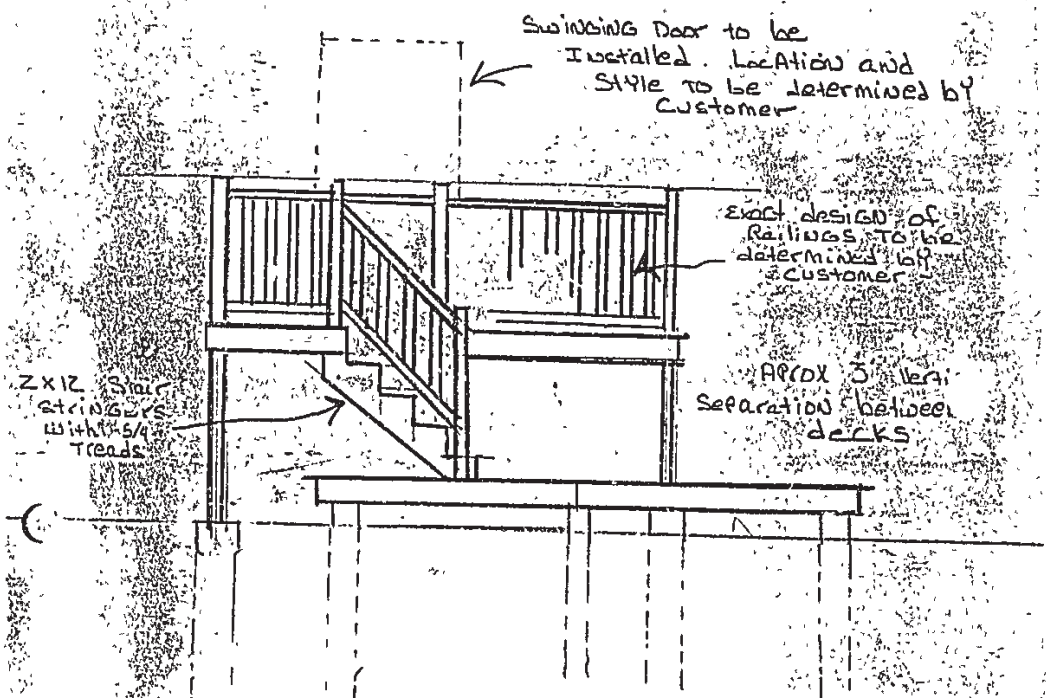 Swinging Door to be
Installed. Location and
Style to be determined by
Customer
Exact design of
Railings to be
determined by
Customer
2x12 Stair
Stringers
with 5/4
Treads
Aprox 3' Verti
Separation between
decks